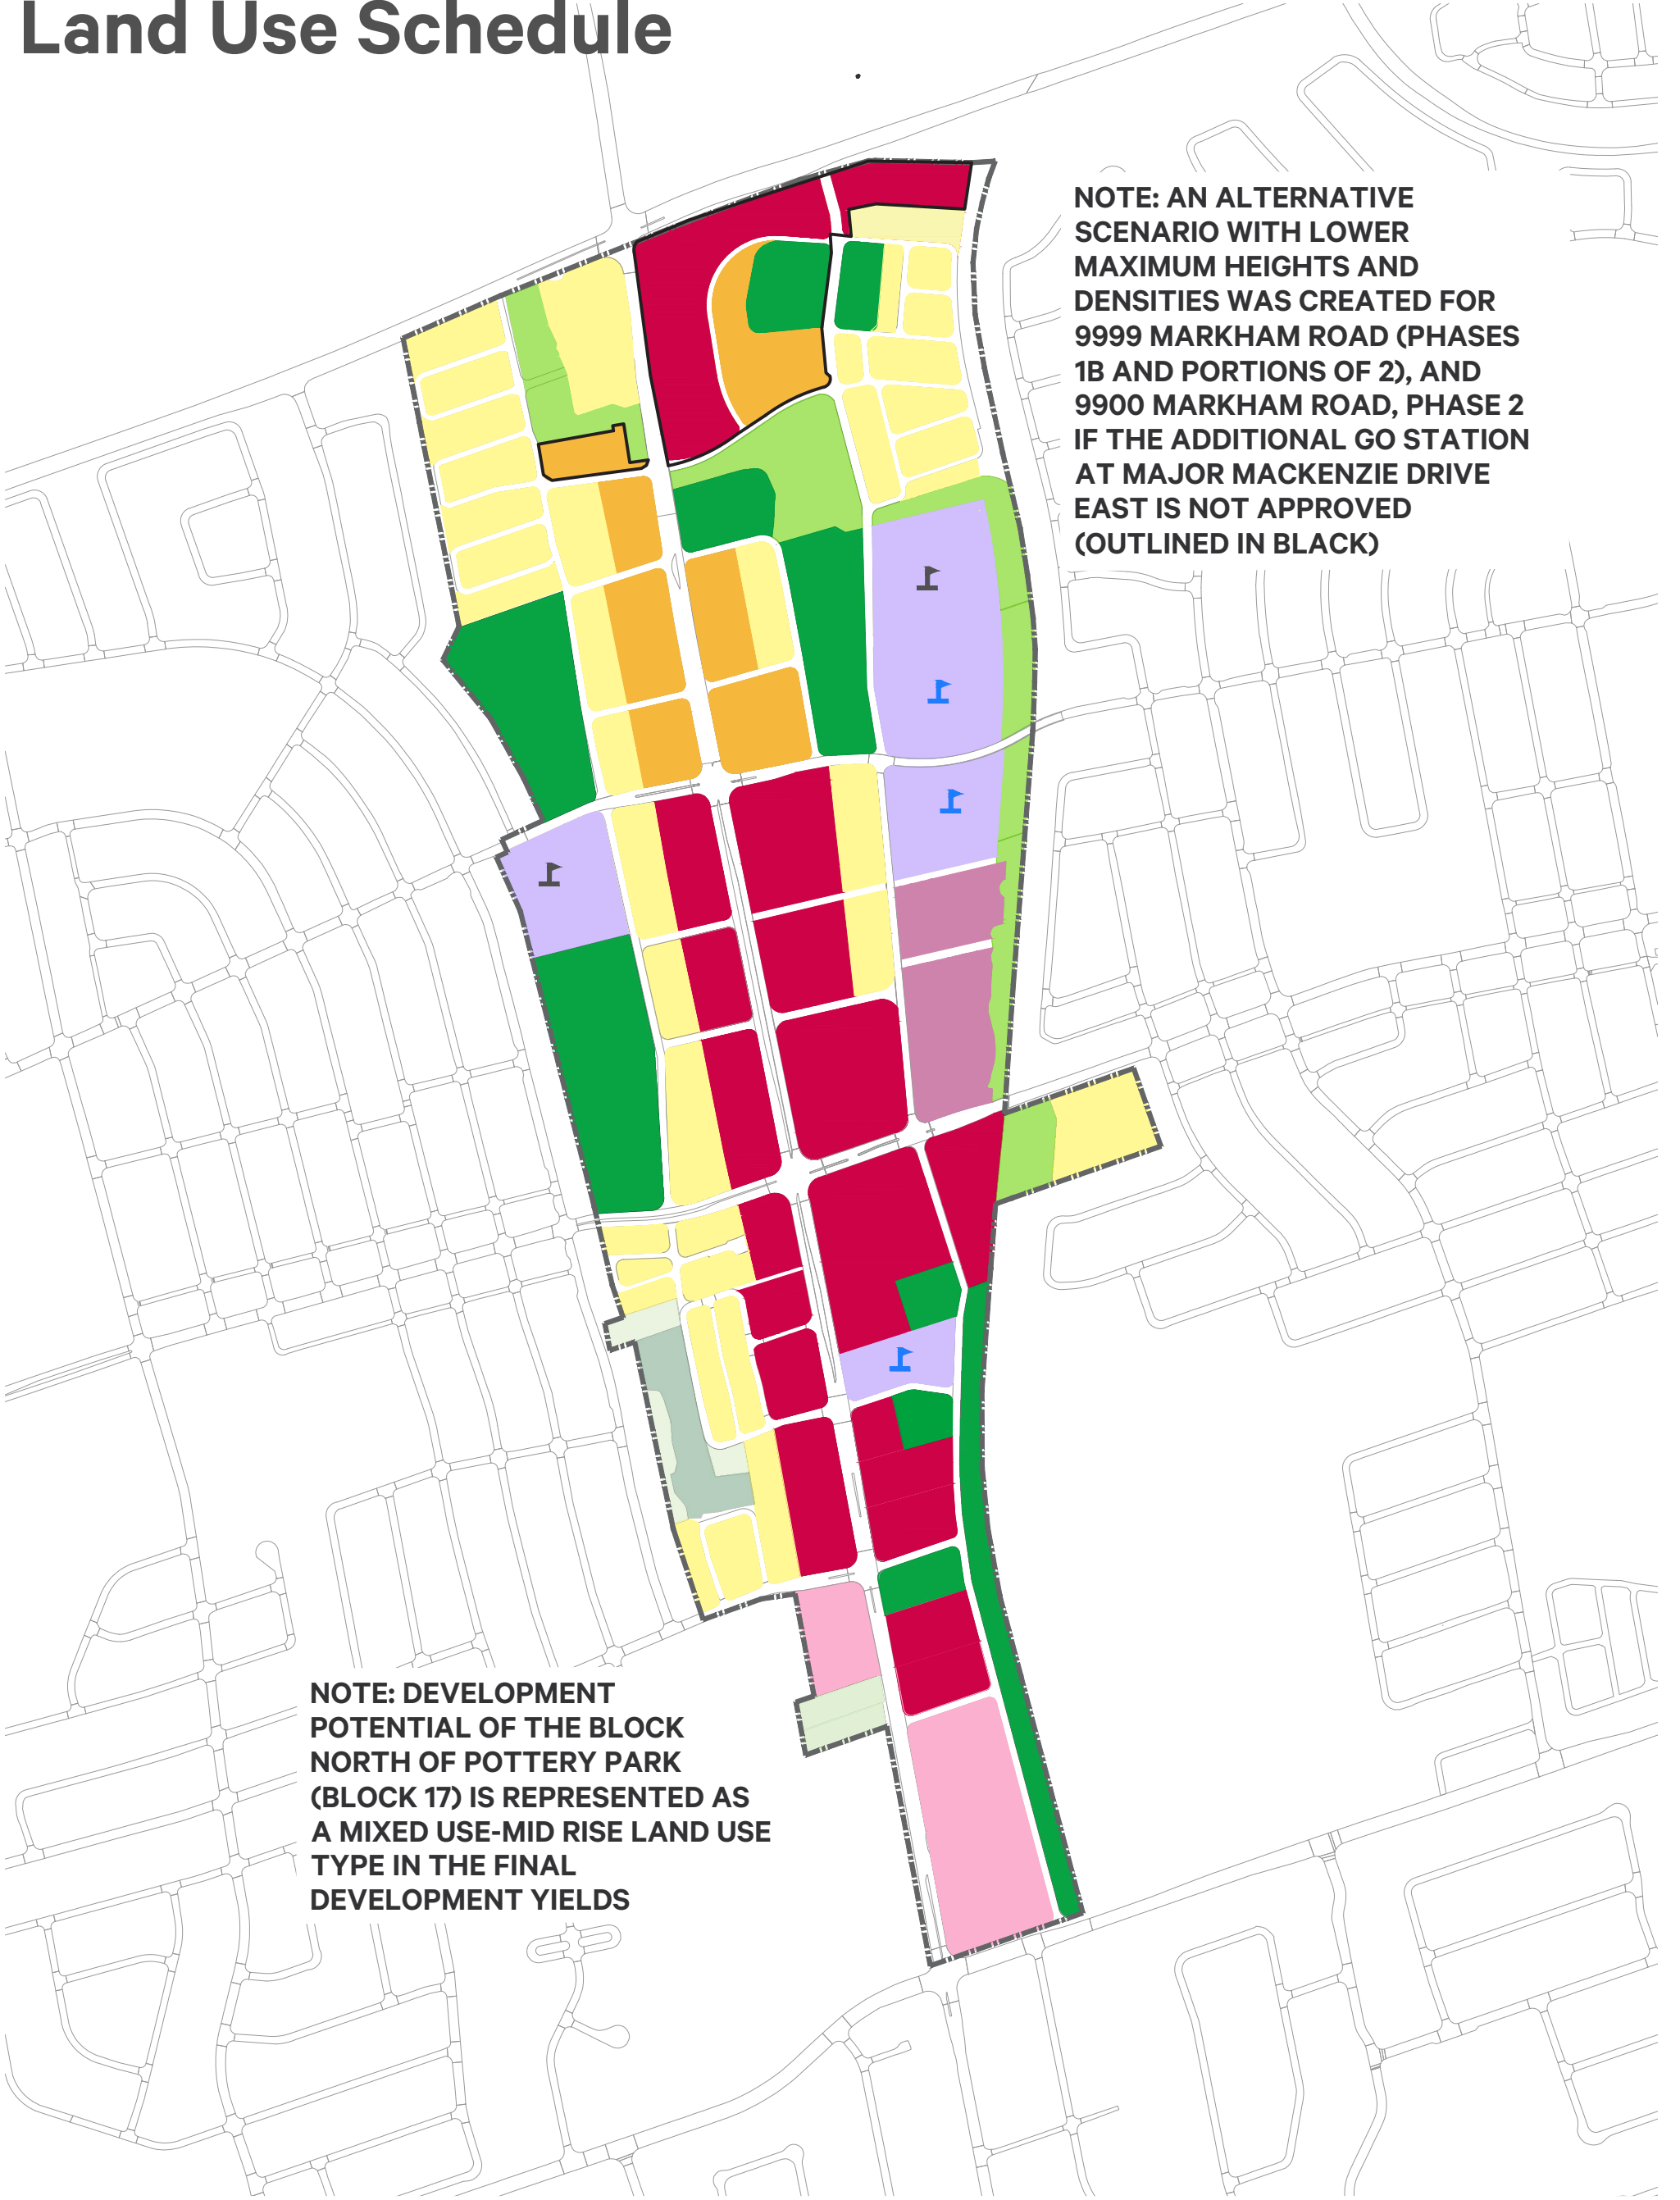 Land Use Schedule
NOTE: AN ALTERNATIVE
SCENARIO WITH LOWER
MAXIMUM HEIGHTS AND
DENSITIES WAS CREATED FOR
9999 MARKHAM ROAD (PHASES
1B AND PORTIONS OF 2), AND
9900 MARKHAM ROAD, PHASE 2
IF THE ADDITIONAL GO STATION
AT MAJOR MACKENZIE DRIVE
EAST IS NOT APPROVED
(OUTLINED IN BLACK)
NOTE: DEVELOPMENT
POTENTIAL OF THE BLOCK
NORTH OF POTTERY PARK
(BLOCK 17) IS REPRESENTED AS
A MIXED USE-MID RISE LAND USE
TYPE IN THE FINAL
DEVELOPMENT YIELDS